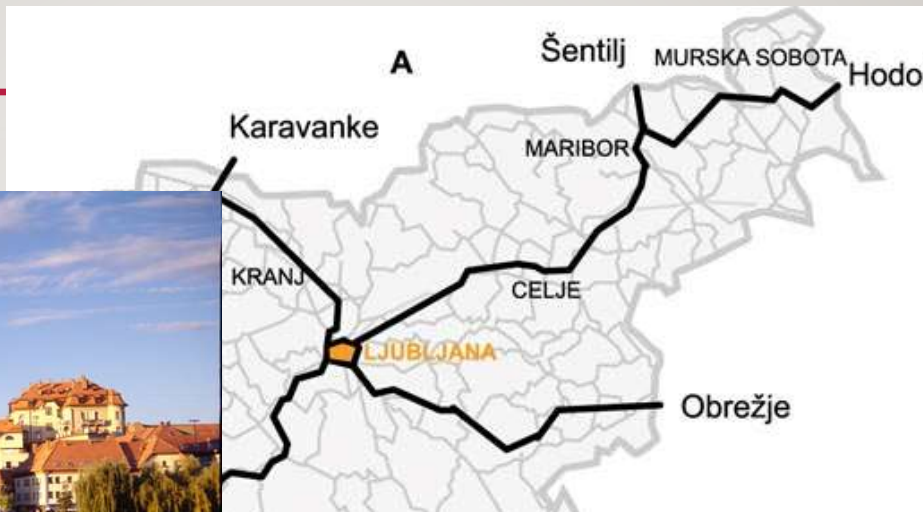 A
Šentilj
MURSKA SOBOTA
Hodo
Karavanke
MARIBOR
KRANJ
CELJE
LJUBLJANA
Obrežje